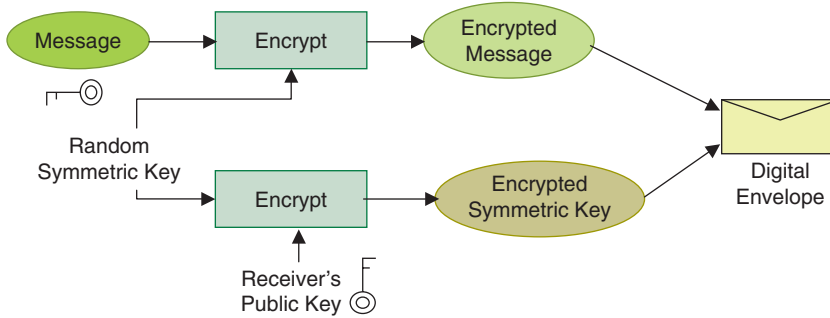 Message
Encrypt
Encrypted
Message
Random
Symmetric Key
Encrypt
Encrypted
Symmetric Key
Digital
Envelope
Receiver's
Public Key